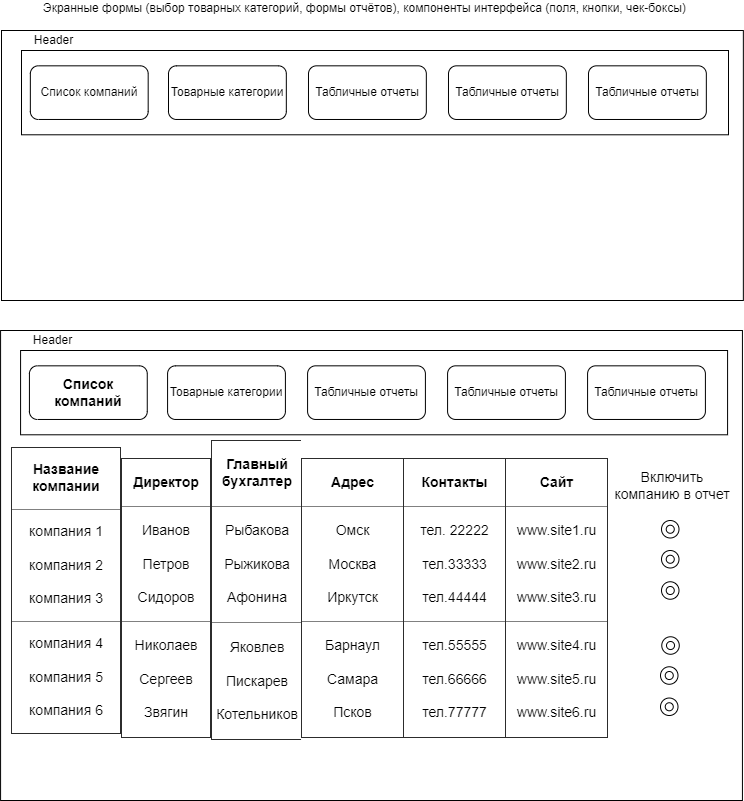 Экранные формы (выбор товарных категорий, формы отчётов), компоненты интерфейса (поля, кнопки, чек-боксы)
Header
Список компаний
Товарные категории
Табличные отчеты
Табличные отчеты
Табличные отчеты
Header
Список
компаний
Товарные категории
Табличные отчеты
Табличные отчеты
Табличные отчеты
Название
компании
Директор
Главный
бухгалтер
Адрес
Контакты
Сайт
Включить
компанию в отчет
компания 1 Иванов Рыбакова Омск тел. 22222 www.site1.ru
компания 2 Петров Рыжикова Москва тел.33333 www.site2.ru
компания 3 Сидоров Афонина Иркутск тел.44444 www.site3.ru
компания 4 Николаев Яковлев Барнаул тел.55555 www.site4.ru
компания 5 Сергеев Пискарев Самара тел.66666 www.site5.ru
компания 6 Звягин Котельников Псков тел.77777 www.site6.ru